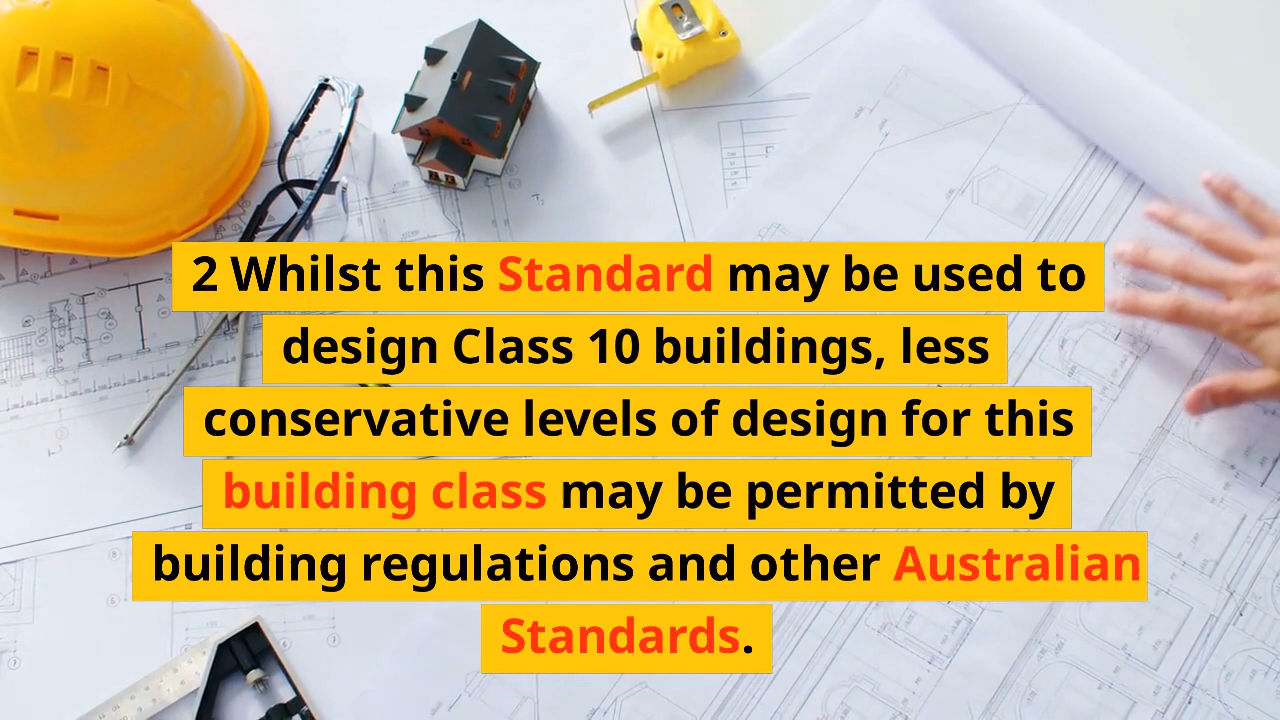 2 Whilst this Standard may be used to
design Class 10 buildings, less
conservative levels of design for this
building class may be permitted by
building regulations and other Australian
Standards.